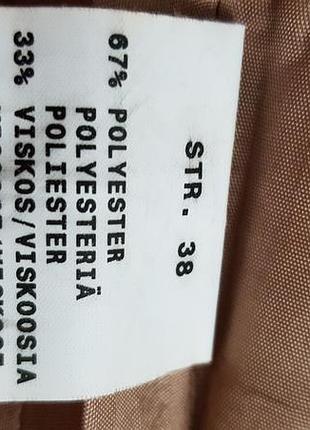 STR. 38
67% POLYESTER
POLYESTERIÄ
POLIESTER
33% VISKOS/VISKOOSIA